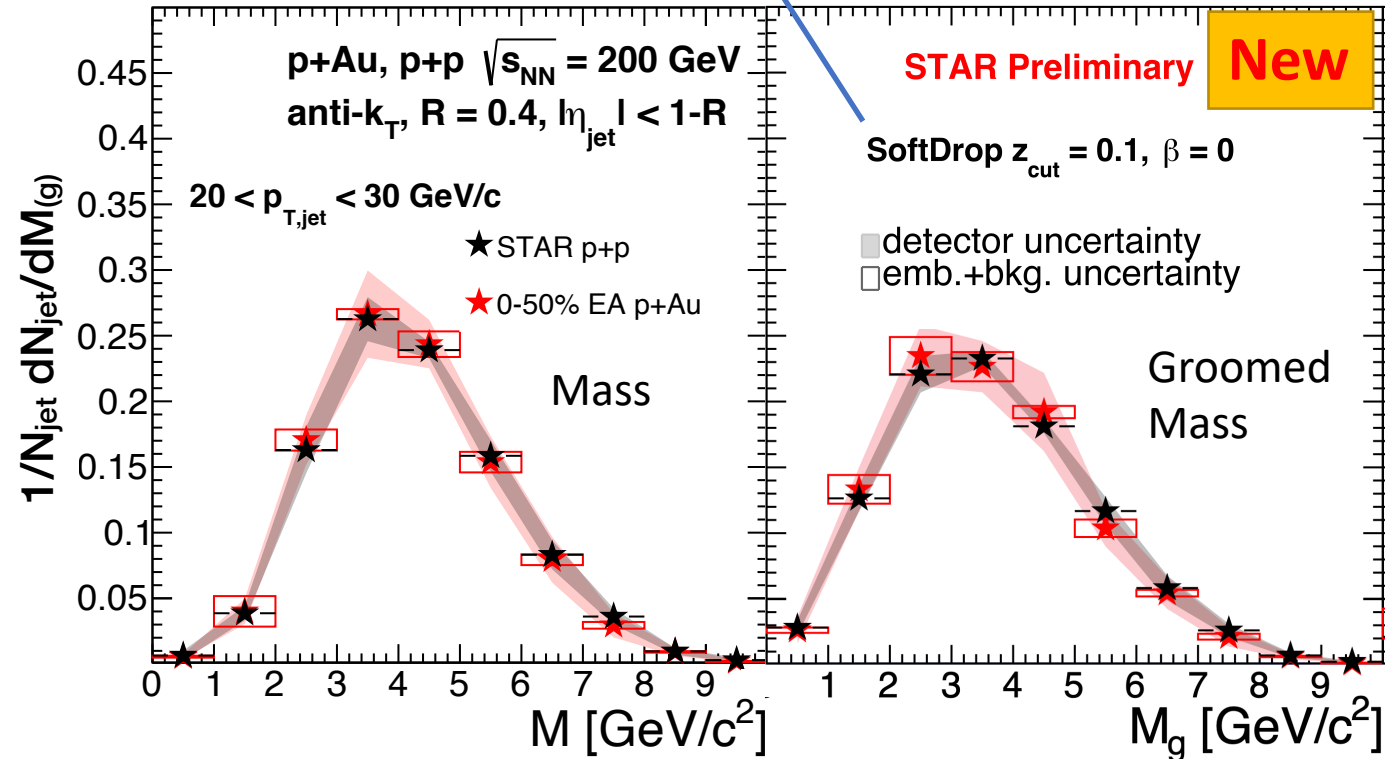 p+Au, p+p √s_NN = 200 GeV
anti-k_T, R = 0.4, |η_jet| < 1-R
20 < p_T,jet < 30 GeV/c
STAR p+p
0-50% EA p+Au
Mass
1/N_jet dN_jet/dM_(g)
0.45
0.4
0.35
0.3
0.25
0.2
0.15
0.1
0.05
0 1 2 3 4 5 6 7 8 9
M [GeV/c²]
STAR Preliminary
New
SoftDrop z_cut = 0.1, β = 0
detector uncertainty
emb.+bkg. uncertainty
Groomed
Mass
1 2 3 4 5 6 7 8 9
M_g [GeV/c²]